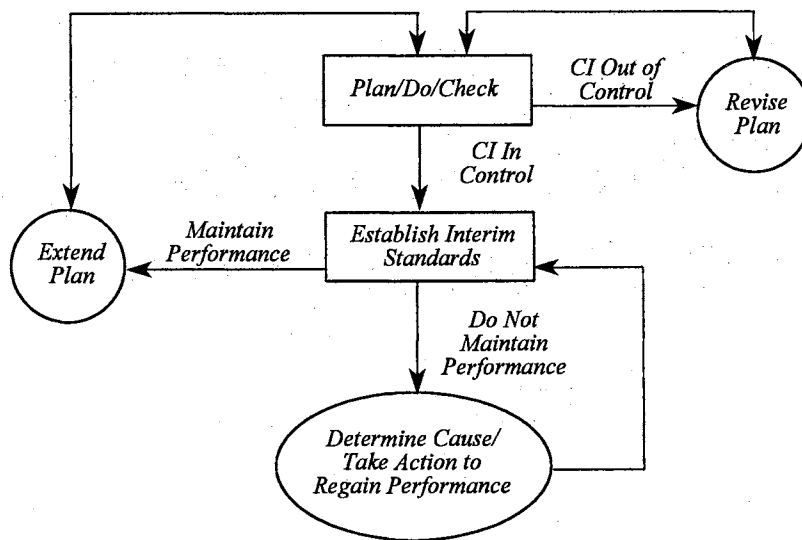 Plan/Do/Check
CI Out of
Control
Revise
Plan
CI In
Control
Extend
Plan
Maintain
Performance
Establish Interim
Standards
Do Not
Maintain
Performance
Determine Cause/
Take Action to
Regain Performance